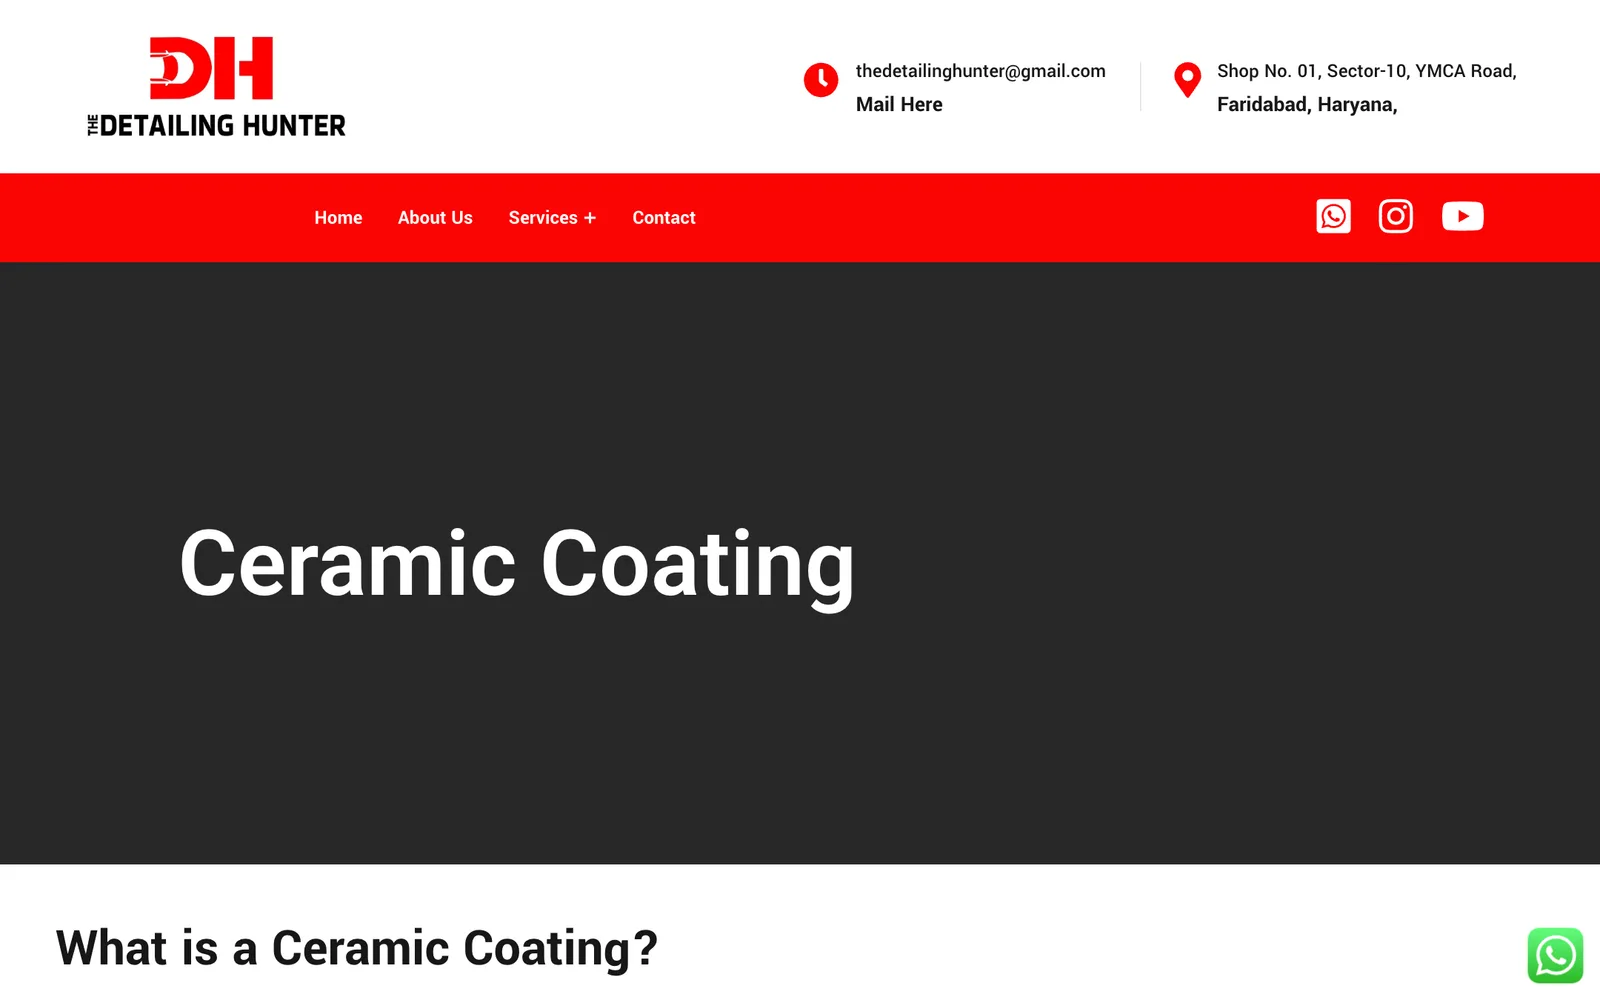 DH
THE DETAILING HUNTER
thedetailinghunter@gmail.com
Mail Here
Shop No. 01, Sector-10, YMCA Road,
Faridabad, Haryana,
Home About Us Services + Contact
Ceramic Coating
What is a Ceramic Coating?